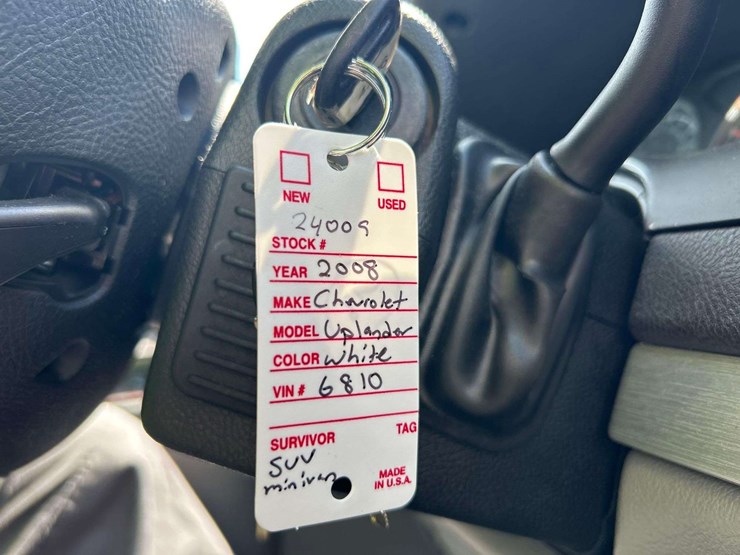 NEW USED
24009
STOCK #
YEAR 2008
MAKE Chevrolet
MODEL Uplander
COLOR white
VIN # 6810
SURVIVOR TAG
SUV
minivan
MADE
IN U.S.A.